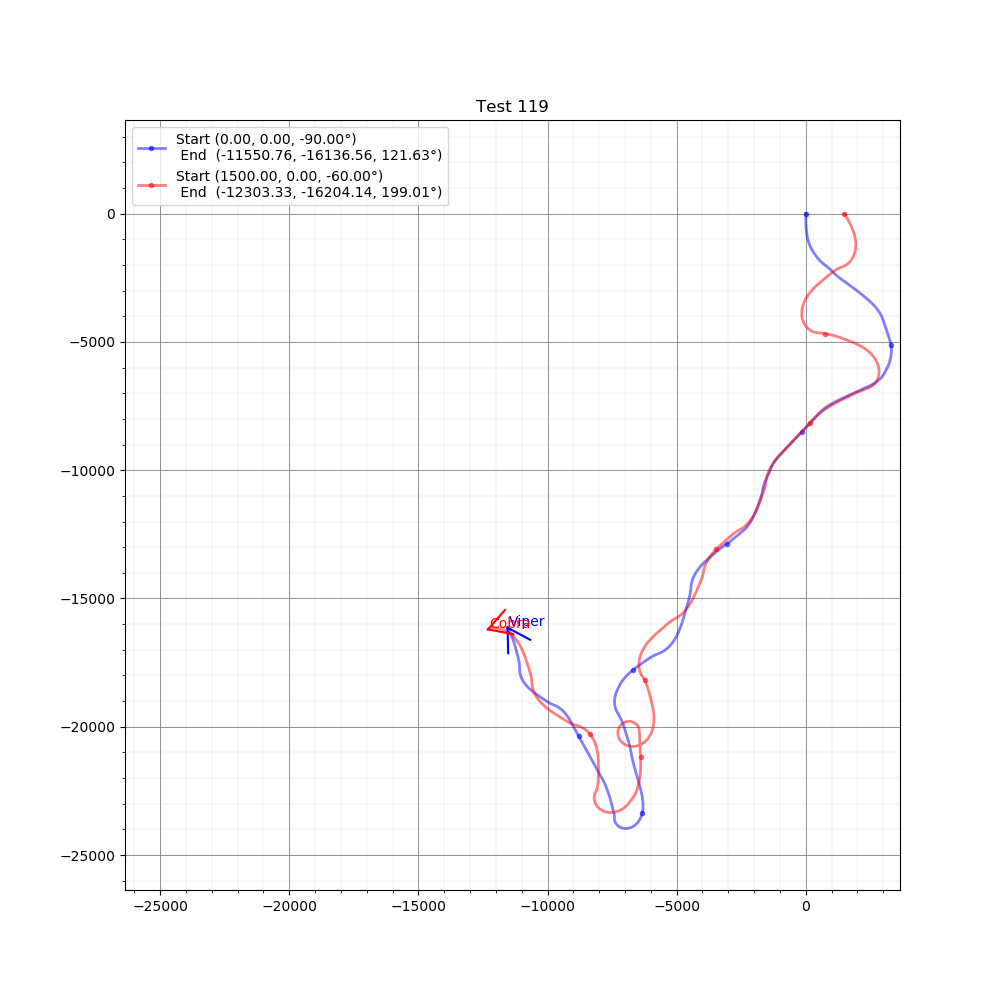 Test 119
Start (0.00, 0.00, -90.00°)
End (-11550.76, -16136.56, 121.63°)
Start (1500.00, 0.00, -60.00°)
End (-12303.33, -16204.14, 199.01°)
0
−5000
−10000
−15000
−20000
−25000
Cobra
Viper
−25000 −20000 −15000 −10000 −5000 0